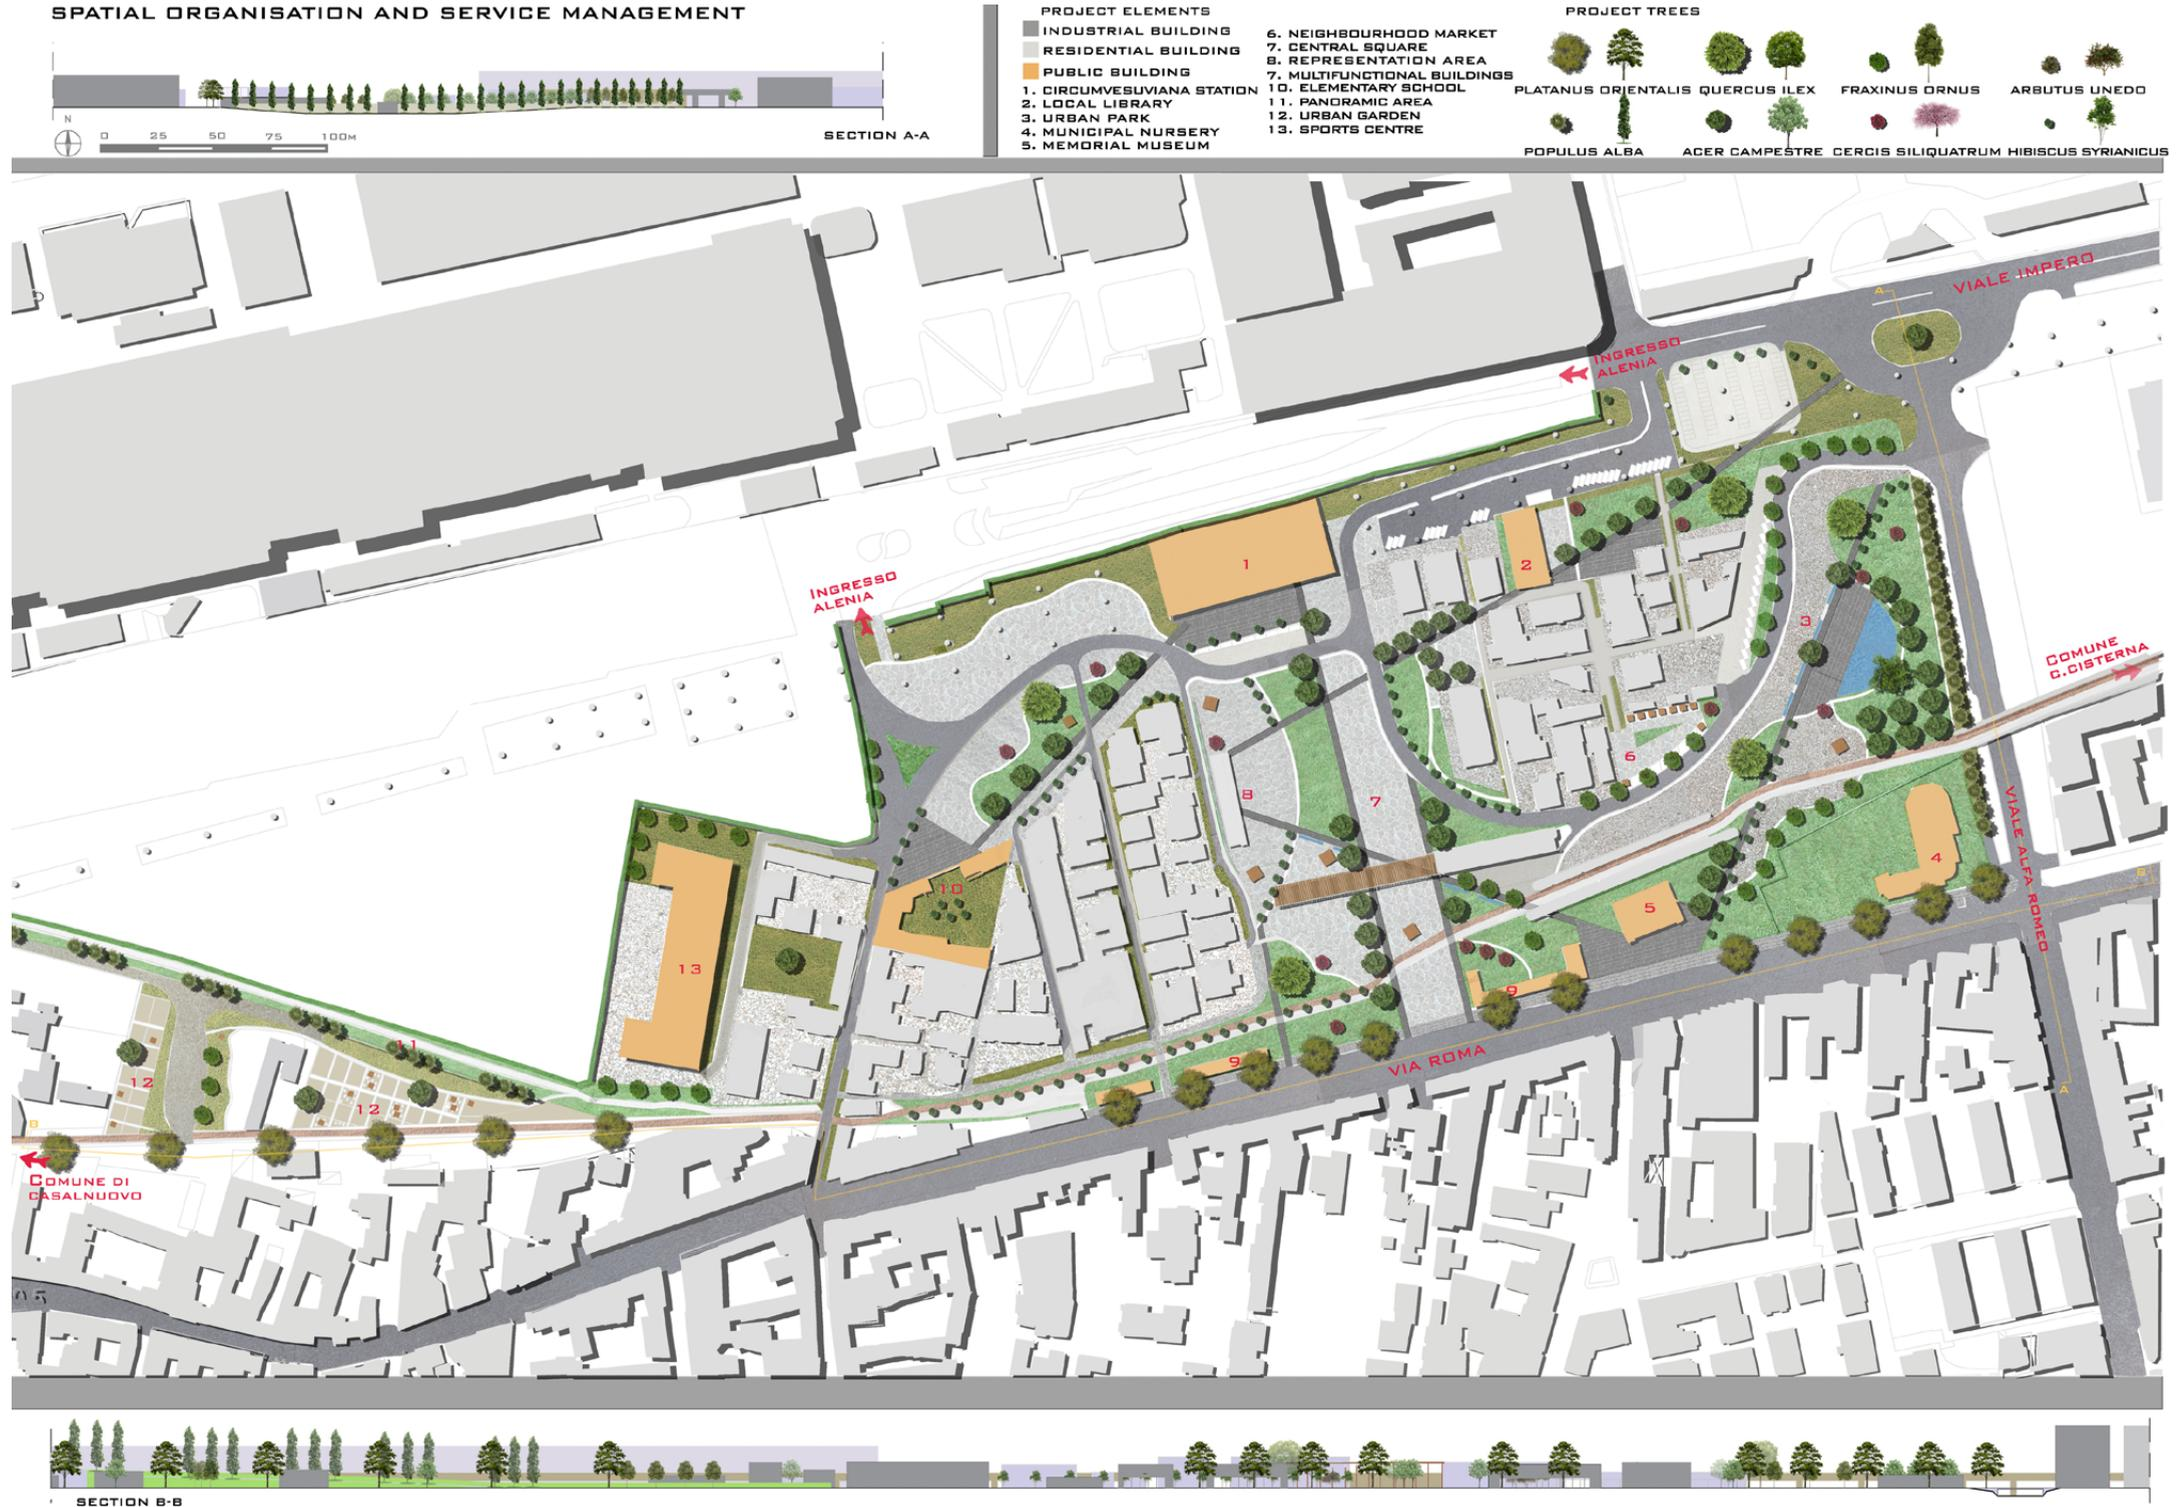 SPATIAL ORGANISATION AND SERVICE MANAGEMENT
N
0 25 50 75 100M
SECTION A-A
PROJECT ELEMENTS
INDUSTRIAL BUILDING
RESIDENTIAL BUILDING
PUBLIC BUILDING
1. CIRCUMVESUVIANA STATION
2. LOCAL LIBRARY
3. URBAN PARK
4. MUNICIPAL NURSERY
5. MEMORIAL MUSEUM
6. NEIGHBOURHOOD MARKET
7. CENTRAL SQUARE
8. REPRESENTATION AREA
7. MULTIFUNCTIONAL BUILDINGS
10. ELEMENTARY SCHOOL
11. PANORAMIC AREA
12. URBAN GARDEN
13. SPORTS CENTRE
PROJECT TREES
PLATANUS ORIENTALIS
QUERCUS ILEX
FRAXINUS ORNUS
ARBUTUS UNEDO
POPULUS ALBA
ACER CAMPESTRE
CERCIS SILIQUATRUM
HIBISCUS SYRIANICUS
VIALE IMPERO
A
INGRESSO
ALENIA
1
2
INGRESSO
ALENIA
3
COMUNE
C.CISTERNA
6
8
7
VIALE ALFA ROMEO
4
B
10
5
13
9
11
12
12
9
VIA ROMA
A
B
COMUNE DI
CASALNUOVO
SECTION B-B